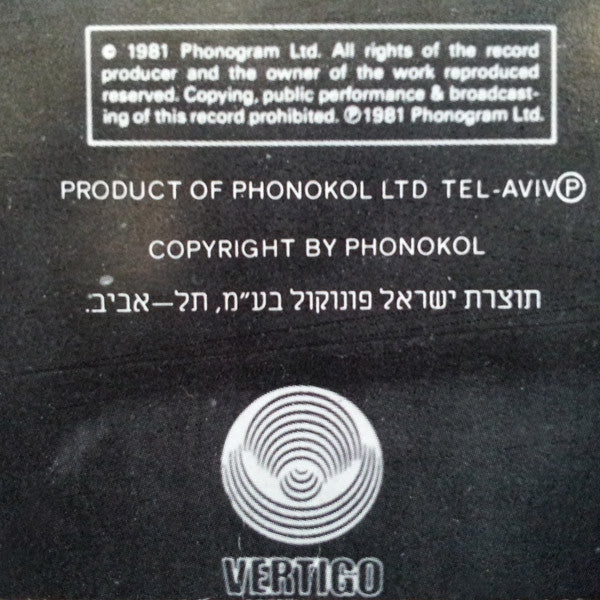 © 1981 Phonogram Ltd. All rights of the record
producer and the owner of the work reproduced
reserved. Copying, public performance & broadcast-
ing of this record prohibited. ℗1981 Phonogram Ltd.
PRODUCT OF PHONOKOL LTD TEL-AVIV℗
COPYRIGHT BY PHONOKOL
תוצרת ישראל פונוקול בע״מ, תל—אביב.
VERTIGO